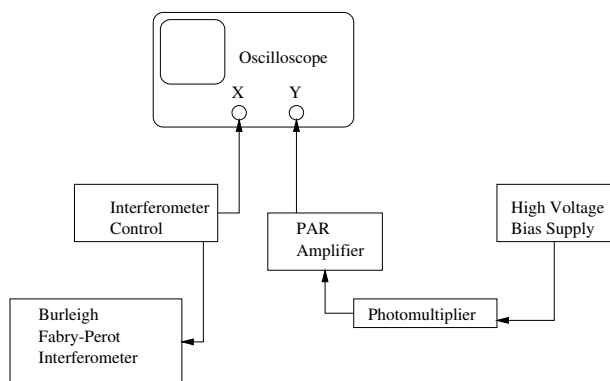 Oscilloscope
X
Y
Interferometer
Control
PAR
Amplifier
High Voltage
Bias Supply
Burleigh
Fabry-Perot
Interferometer
Photomultiplier